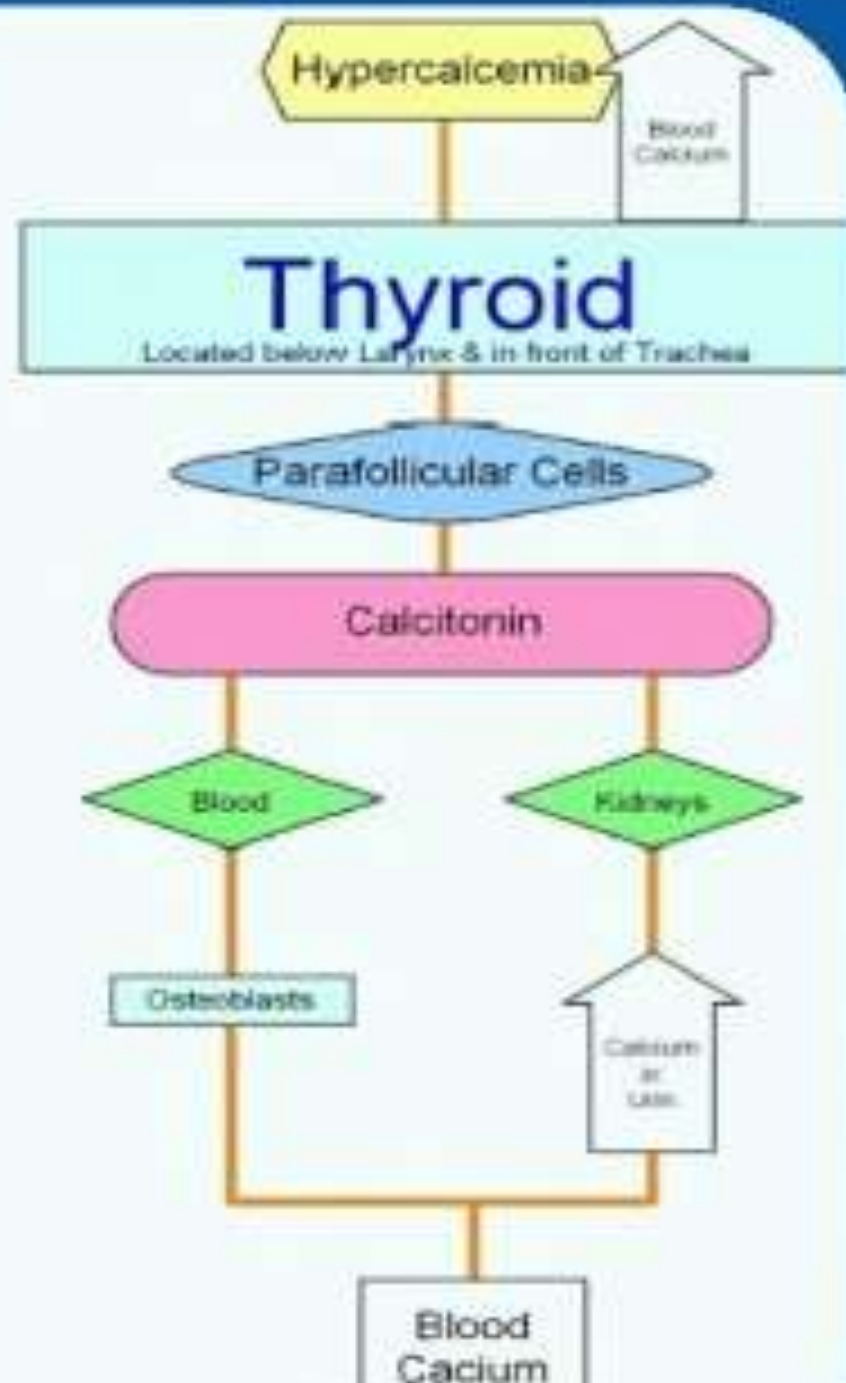 Hypercalcemia
Blood
Calcium
Thyroid
Located below Larynx & in front of Trachea
Parafollicular Cells
Calcitonin
Blood
Kidneys
Osteoblasts
Calcium
Blood
Cacium